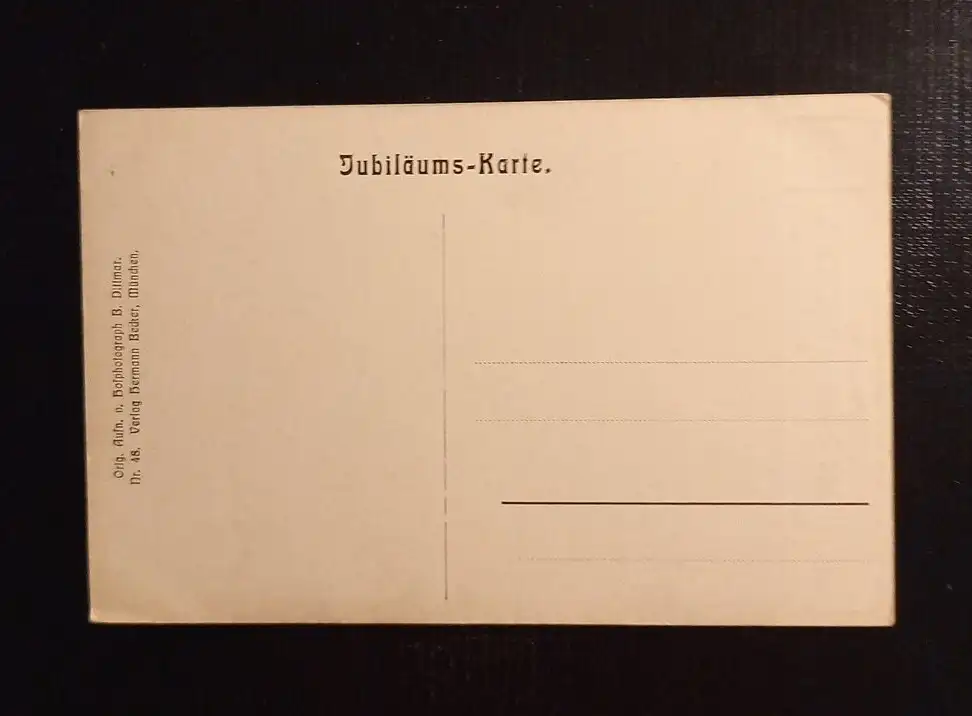 Jubiläums-Karte.
Orig. Aufn. v. Hofphotograph B. Dittmar.
Nr. 48. Verlag Hermann Becker, München.